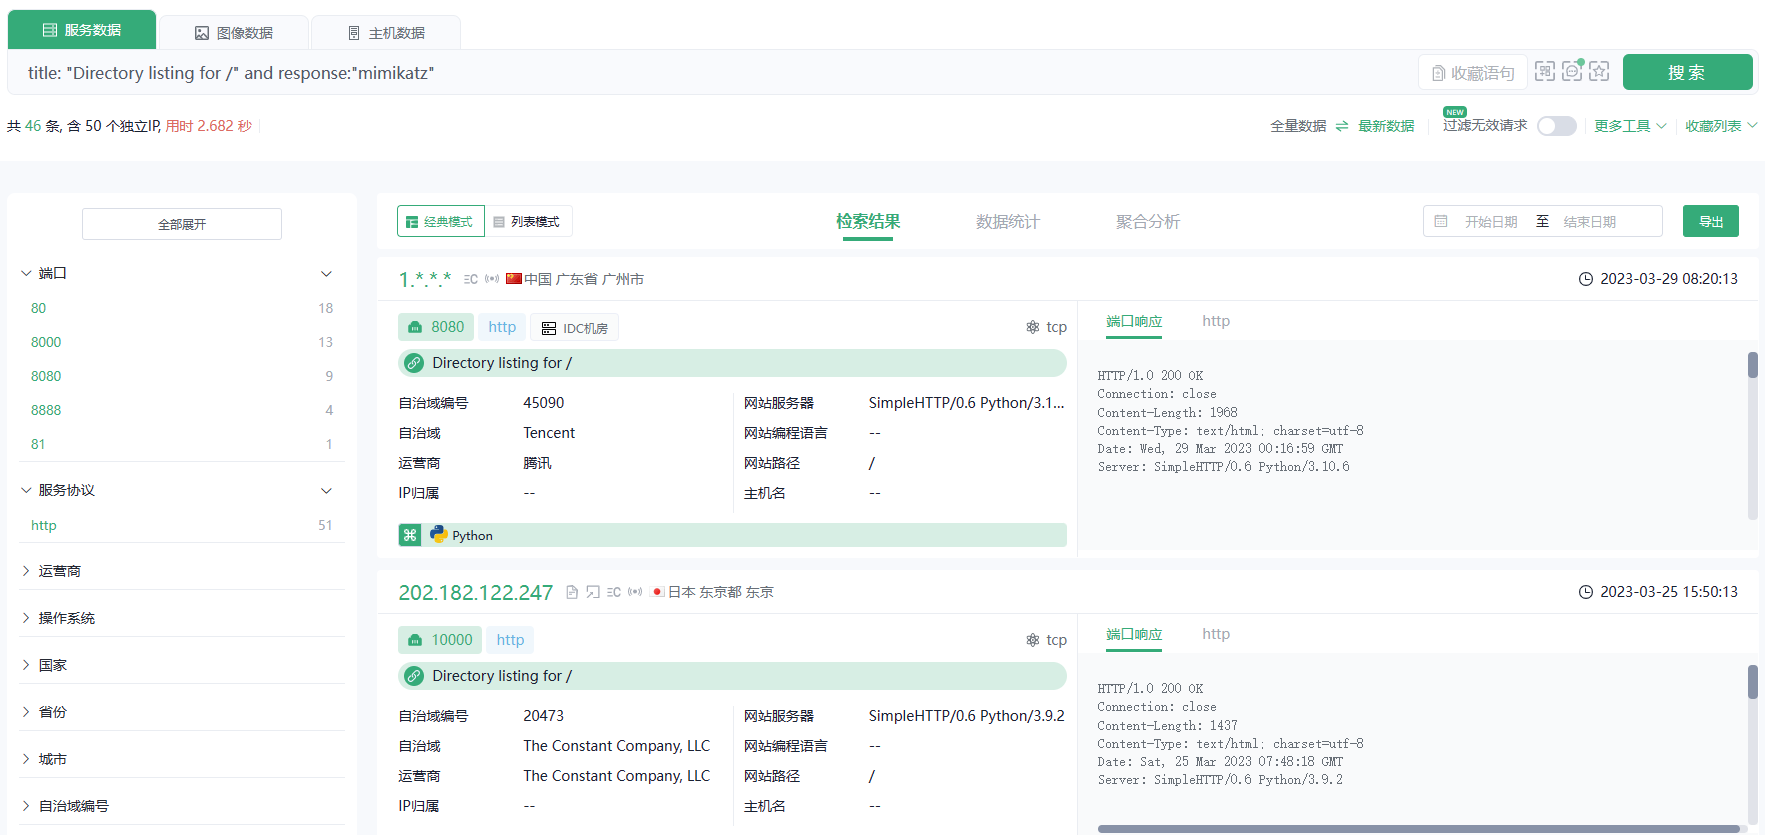 服务数据 图像数据 主机数据
title: "Directory listing for /" and response:"mimikatz" 收藏语句 搜索
共 46 条, 含 50 个独立IP, 用时 2.682 秒 全量数据 最新数据 NEW 过滤无效请求 更多工具 收藏列表
全部展开
端口
80 18
8000 13
8080 9
8888 4
81 1
服务协议
http 51
运营商
操作系统
国家
省份
城市
自治域编号
经典模式 列表模式 检索结果 数据统计 聚合分析 开始日期 至 结束日期 导出
1.*.*.* C 中国 广东省 广州市 2023-03-29 08:20:13
8080 http IDC机房 tcp
Directory listing for /
自治域编号 45090 网站服务器 SimpleHTTP/0.6 Python/3.1...
自治域 Tencent 网站编程语言 --
运营商 腾讯 网站路径 /
IP归属 -- 主机名 --
Python
端口响应 http
HTTP/1.0 200 OK
Connection: close
Content-Length: 1968
Content-Type: text/html; charset=utf-8
Date: Wed, 29 Mar 2023 00:16:59 GMT
Server: SimpleHTTP/0.6 Python/3.10.6
202.182.122.247 C 日本 东京都 东京 2023-03-25 15:50:13
10000 http tcp
Directory listing for /
自治域编号 20473 网站服务器 SimpleHTTP/0.6 Python/3.9.2
自治域 The Constant Company, LLC 网站编程语言 --
运营商 The Constant Company, LLC 网站路径 /
IP归属 -- 主机名 --
端口响应 http
HTTP/1.0 200 OK
Connection: close
Content-Length: 1437
Content-Type: text/html; charset=utf-8
Date: Sat, 25 Mar 2023 07:48:18 GMT
Server: SimpleHTTP/0.6 Python/3.9.2